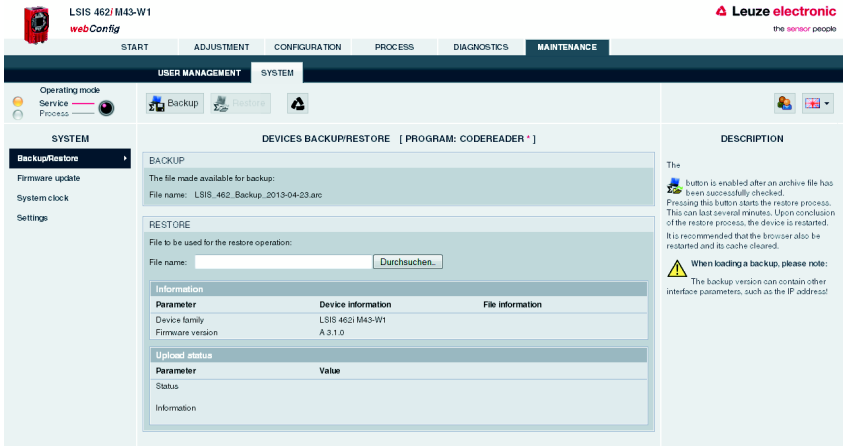 LSIS 462i M43-W1
webConfig
Leuze electronic
the sensor people
START ADJUSTMENT CONFIGURATION PROCESS DIAGNOSTICS MAINTENANCE
USER MANAGEMENT SYSTEM
Operating mode
Service
Process
Backup Restore
SYSTEM
Backup/Restore
Firmware update
System clock
Settings
DEVICES BACKUP/RESTORE [ PROGRAM: CODEREADER * ]
BACKUP
The file made available for backup:
File name: LSIS_462_Backup_2013-04-23.arc
RESTORE
File to be used for the restore operation:
File name: Durchsuchen..
Information
Parameter Device information File information
Device family LSIS 462i M43-W1
Firmware version A 3.1.0
Upload status
Parameter Value
Status
Information
DESCRIPTION
The
button is enabled after an archive file has
been successfully checked.
Pressing this button starts the restore process.
This can last several minutes. Upon conclusion
of the restore process, the device is restarted.
It is recommended that the browser also be
restarted and its cache cleared.
When loading a backup, please note:
The backup version can contain other
interface parameters, such as the IP address!